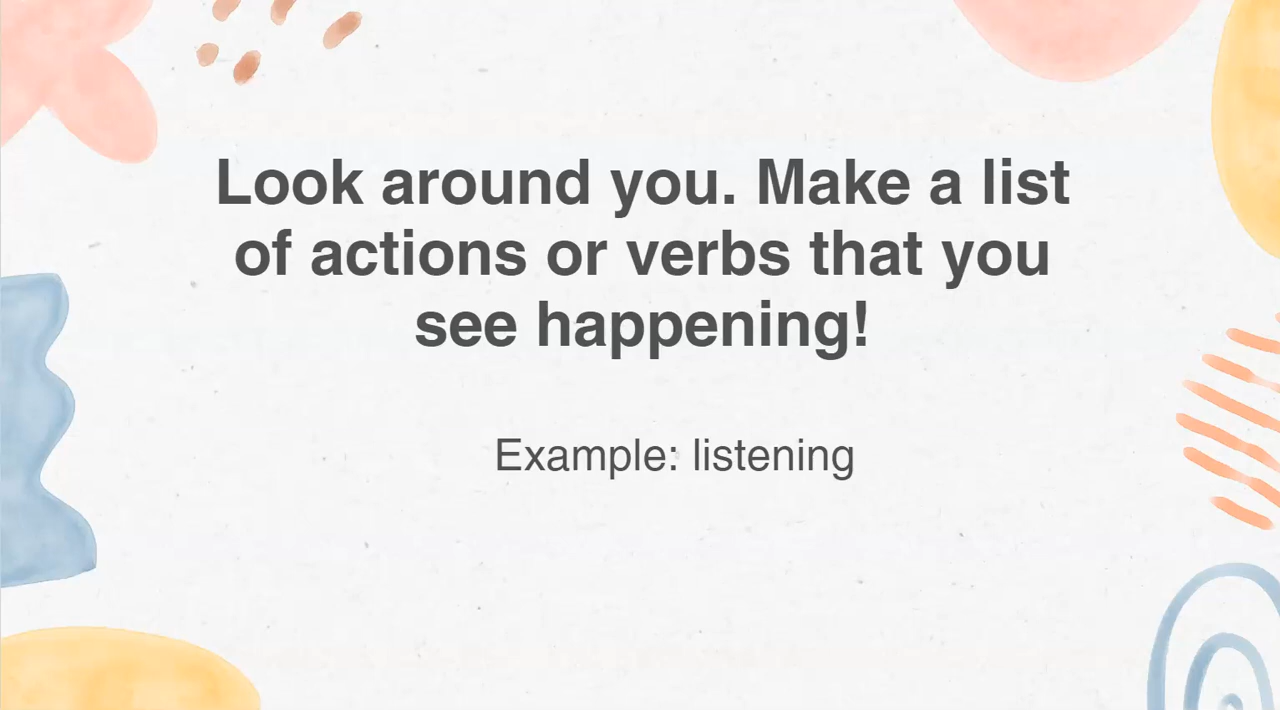 Look around you. Make a list
of actions or verbs that you
see happening!
Example: listening